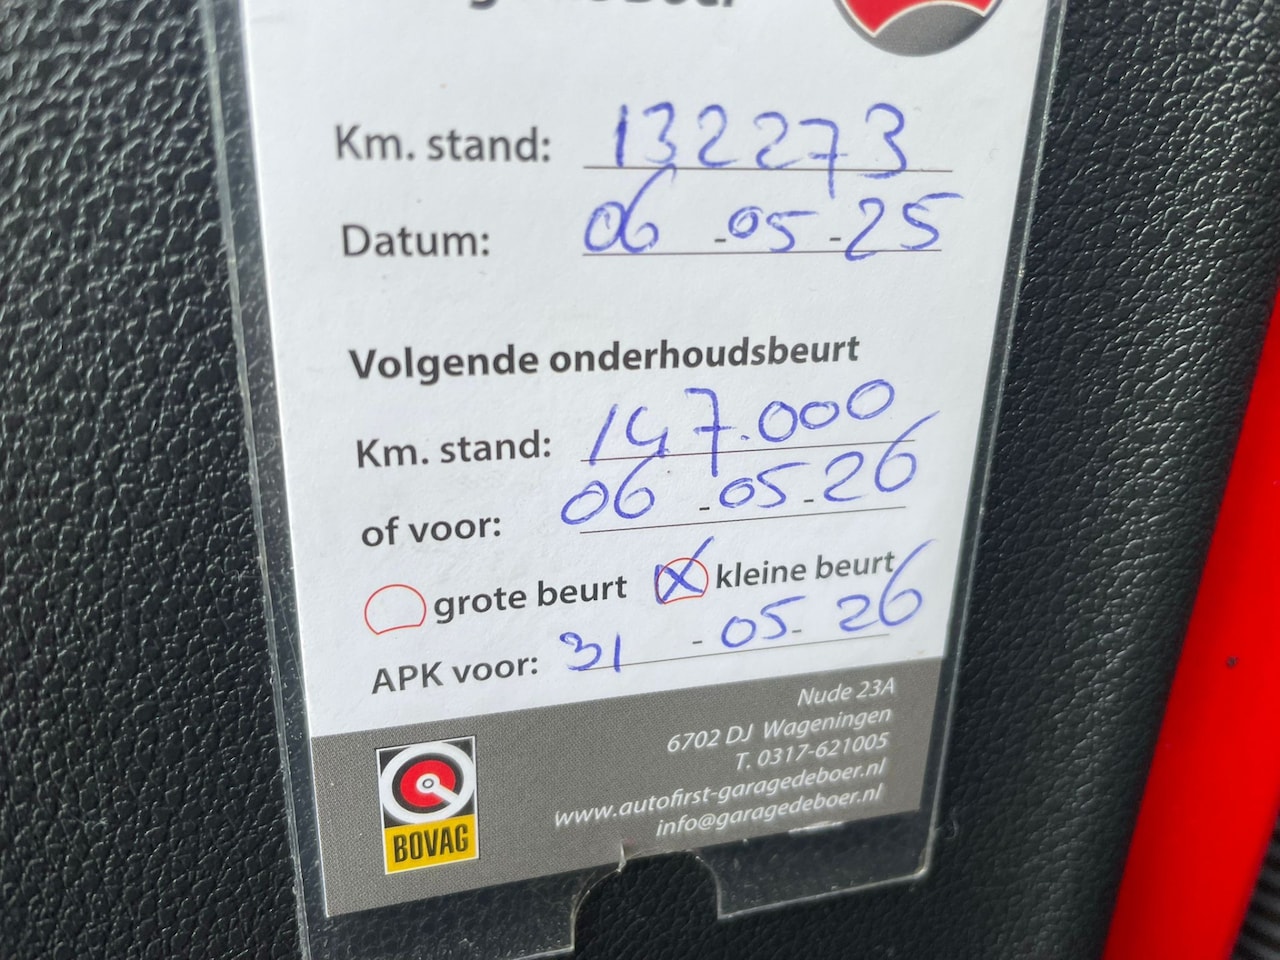 Km. stand: 132273
Datum: 06-05-25
Volgende onderhoudsbeurt
Km. stand: 147.000
of voor: 06-05-26
grote beurt X kleine beurt
APK voor: 31-05-26
Nude 23A
6702 DJ Wageningen
T. 0317-621005
www.autofirst-garagedeboer.nl
info@garagedeboer.nl
BOVAG